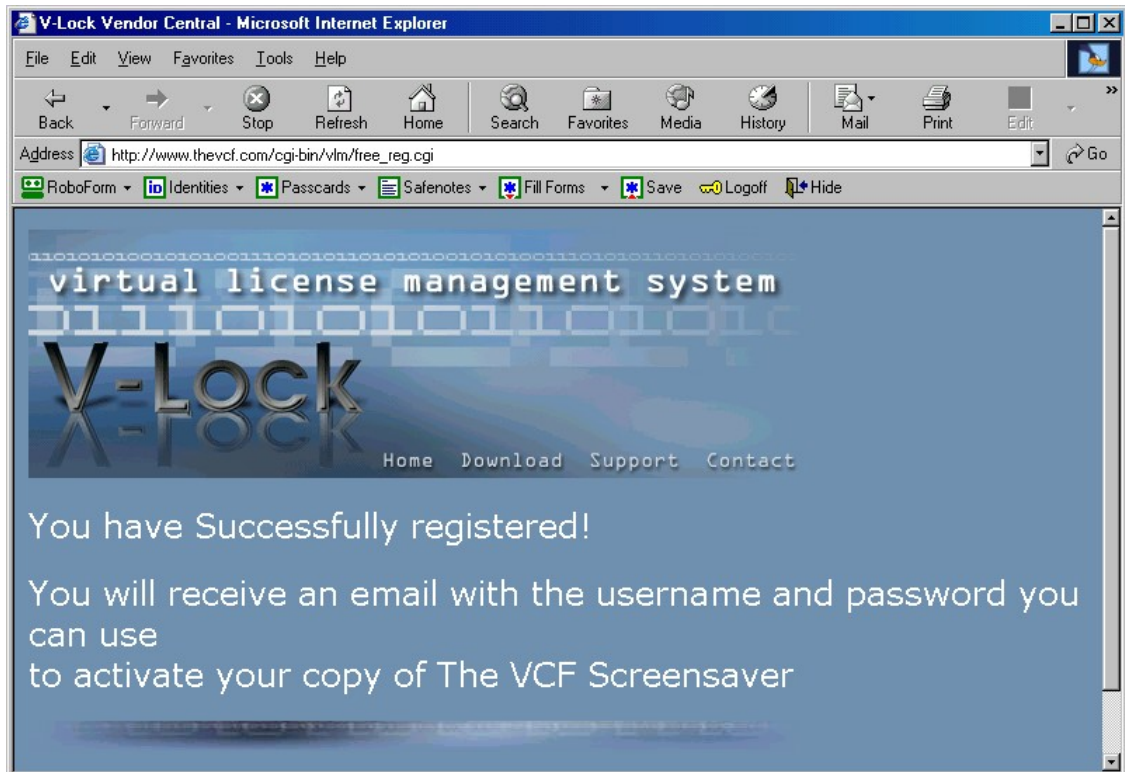 V-Lock Vendor Central - Microsoft Internet Explorer
File Edit View Favorites Tools Help
Back Forward Stop Refresh Home Search Favorites Media History Mail Print Edit »
Address http://www.thevcf.com/cgi-bin/vlm/free_reg.cgi Go
RoboForm Identities Passcards Safenotes Fill Forms Save Logoff Hide
virtual license management system
V-Lock
Home Download Support Contact
You have Successfully registered!
You will receive an email with the username and password you
can use
to activate your copy of The VCF Screensaver